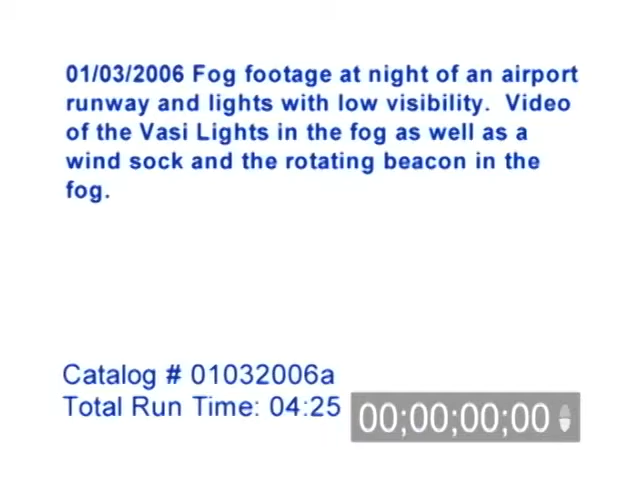 01/03/2006 Fog footage at night of an airport
runway and lights with low visibility.  Video
of the Vasi Lights in the fog as well as a
wind sock and the rotating beacon in the
fog.
Catalog # 01032006a
Total Run Time: 04:25
00;00;00;00